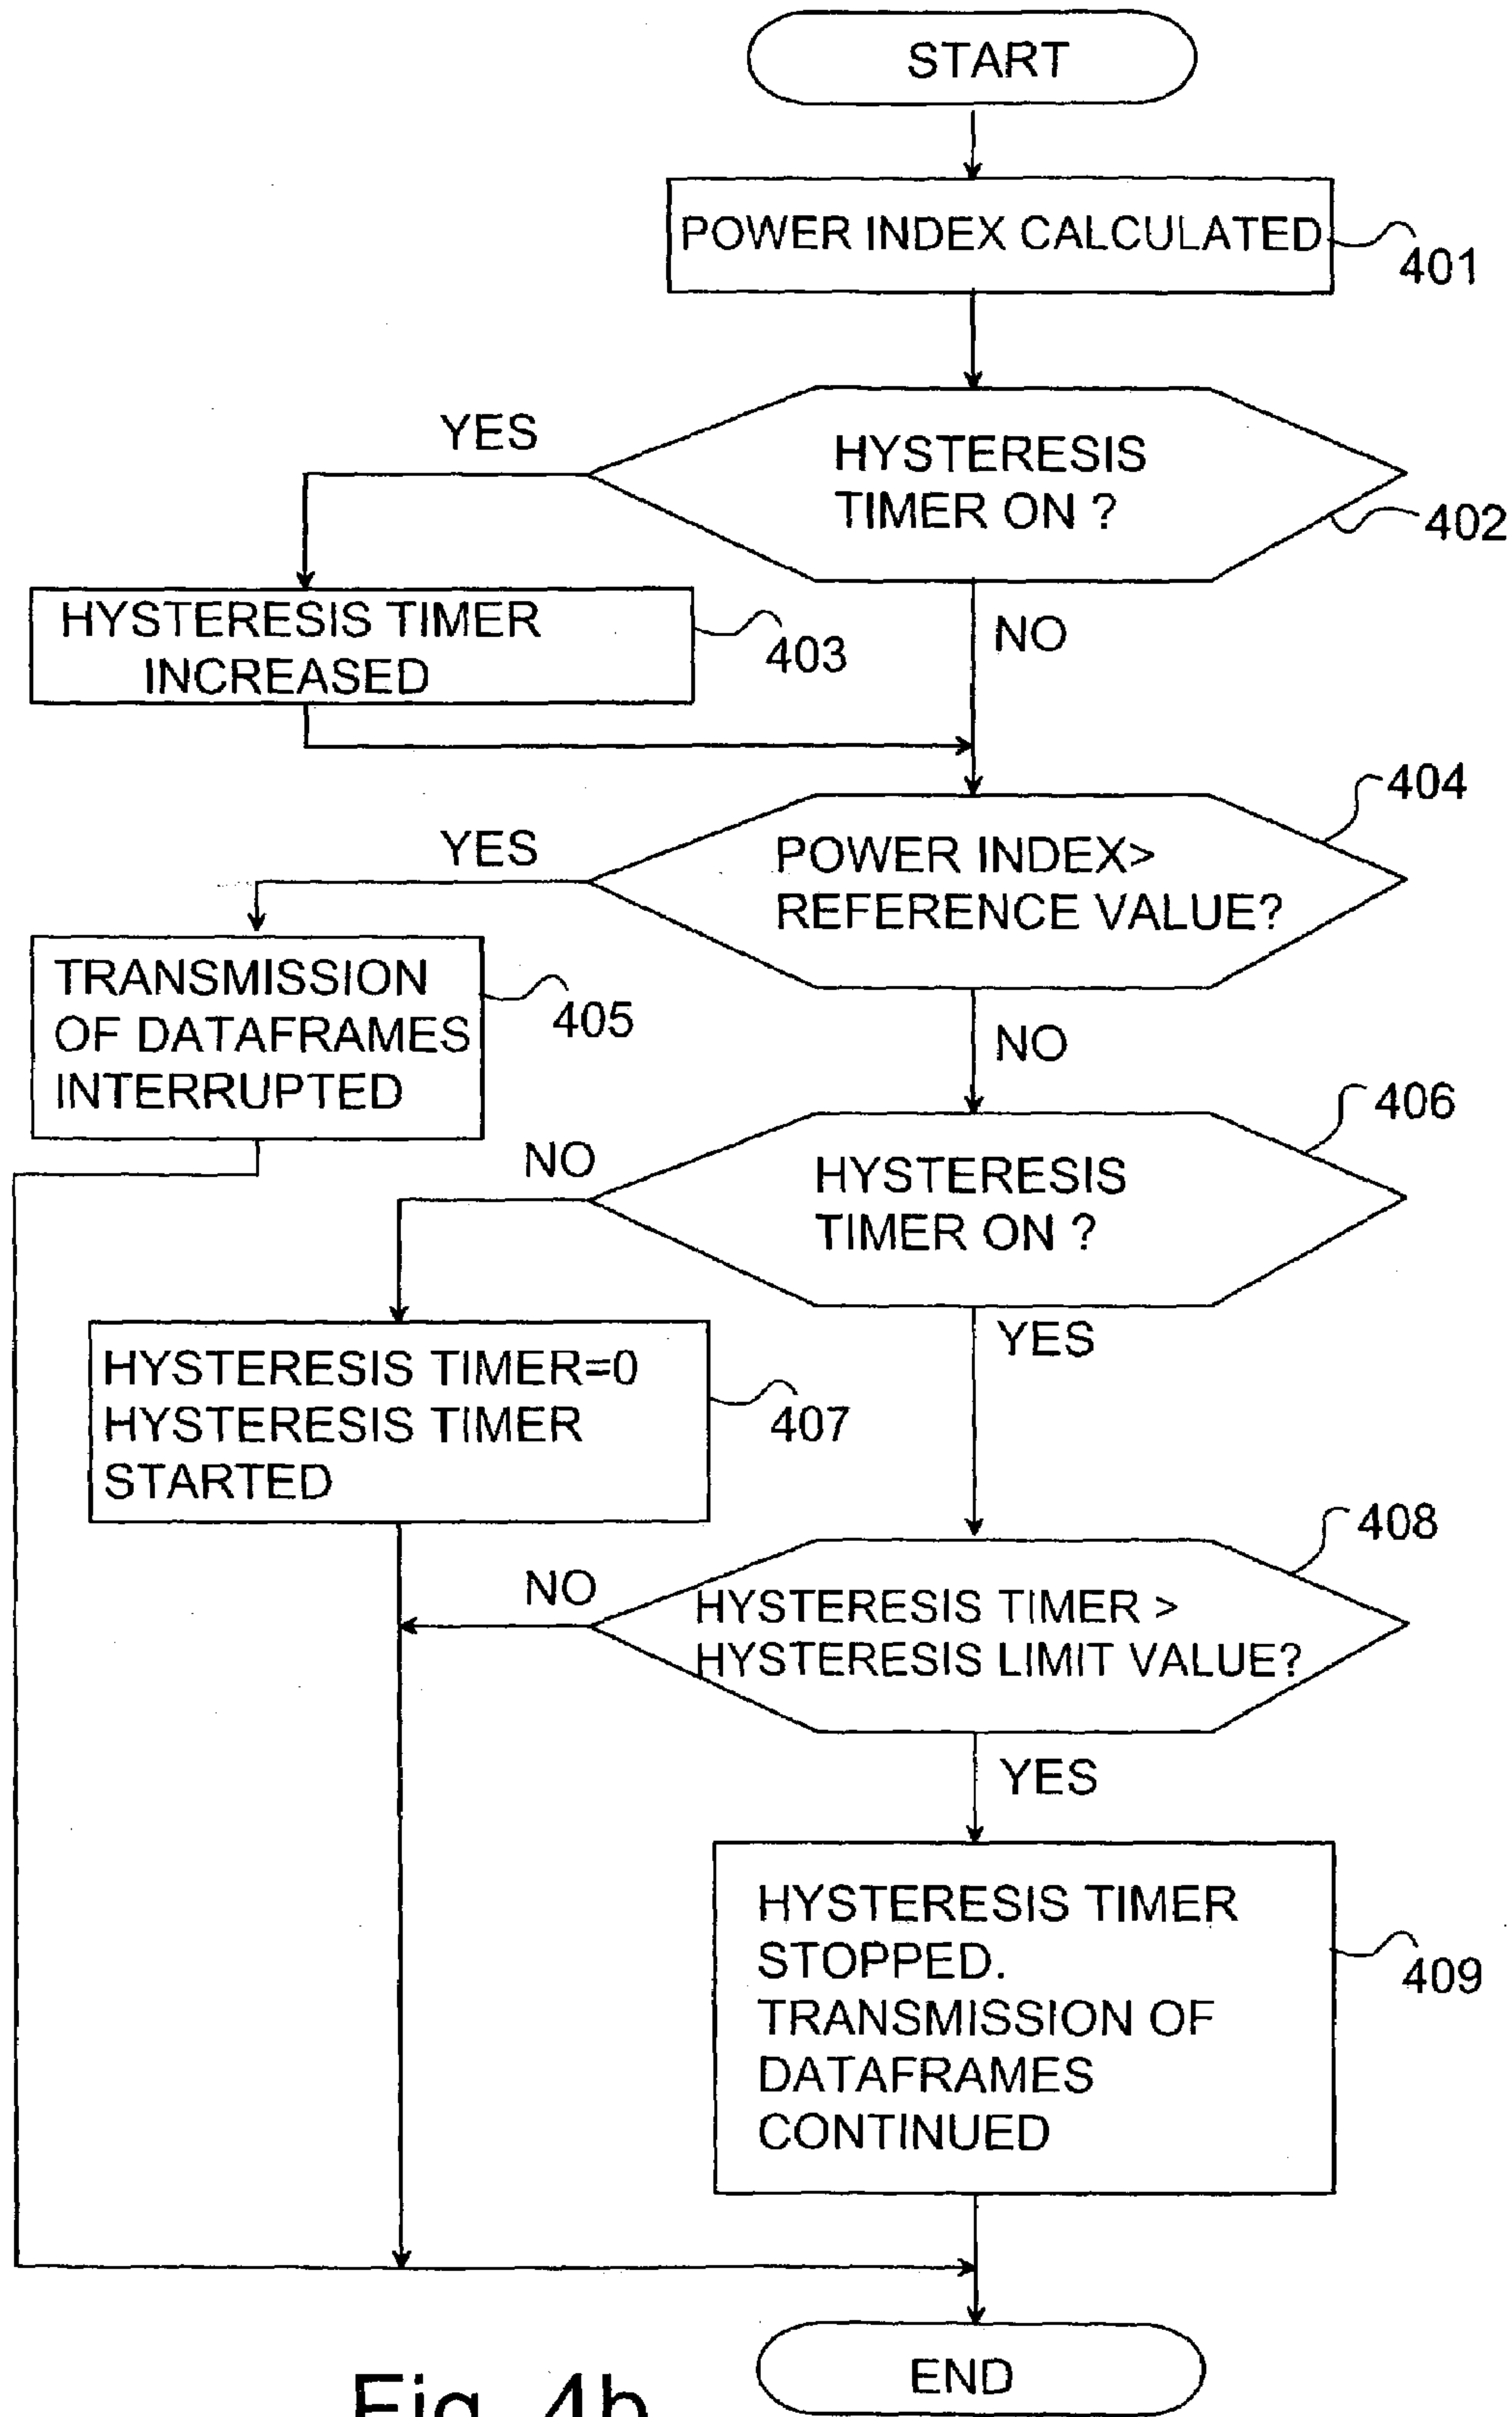 START
POWER INDEX CALCULATED
401
YES
HYSTERESIS
TIMER ON ?
402
HYSTERESIS TIMER
INCREASED
403
NO
404
YES
POWER INDEX>
REFERENCE VALUE?
TRANSMISSION
OF DATAFRAMES
INTERRUPTED
405
NO
406
NO
HYSTERESIS
TIMER ON ?
YES
HYSTERESIS TIMER=0
HYSTERESIS TIMER
STARTED
407
408
NO
HYSTERESIS TIMER >
HYSTERESIS LIMIT VALUE?
YES
HYSTERESIS TIMER
STOPPED.
TRANSMISSION OF
DATAFRAMES
CONTINUED
409
END
Fig. 4b